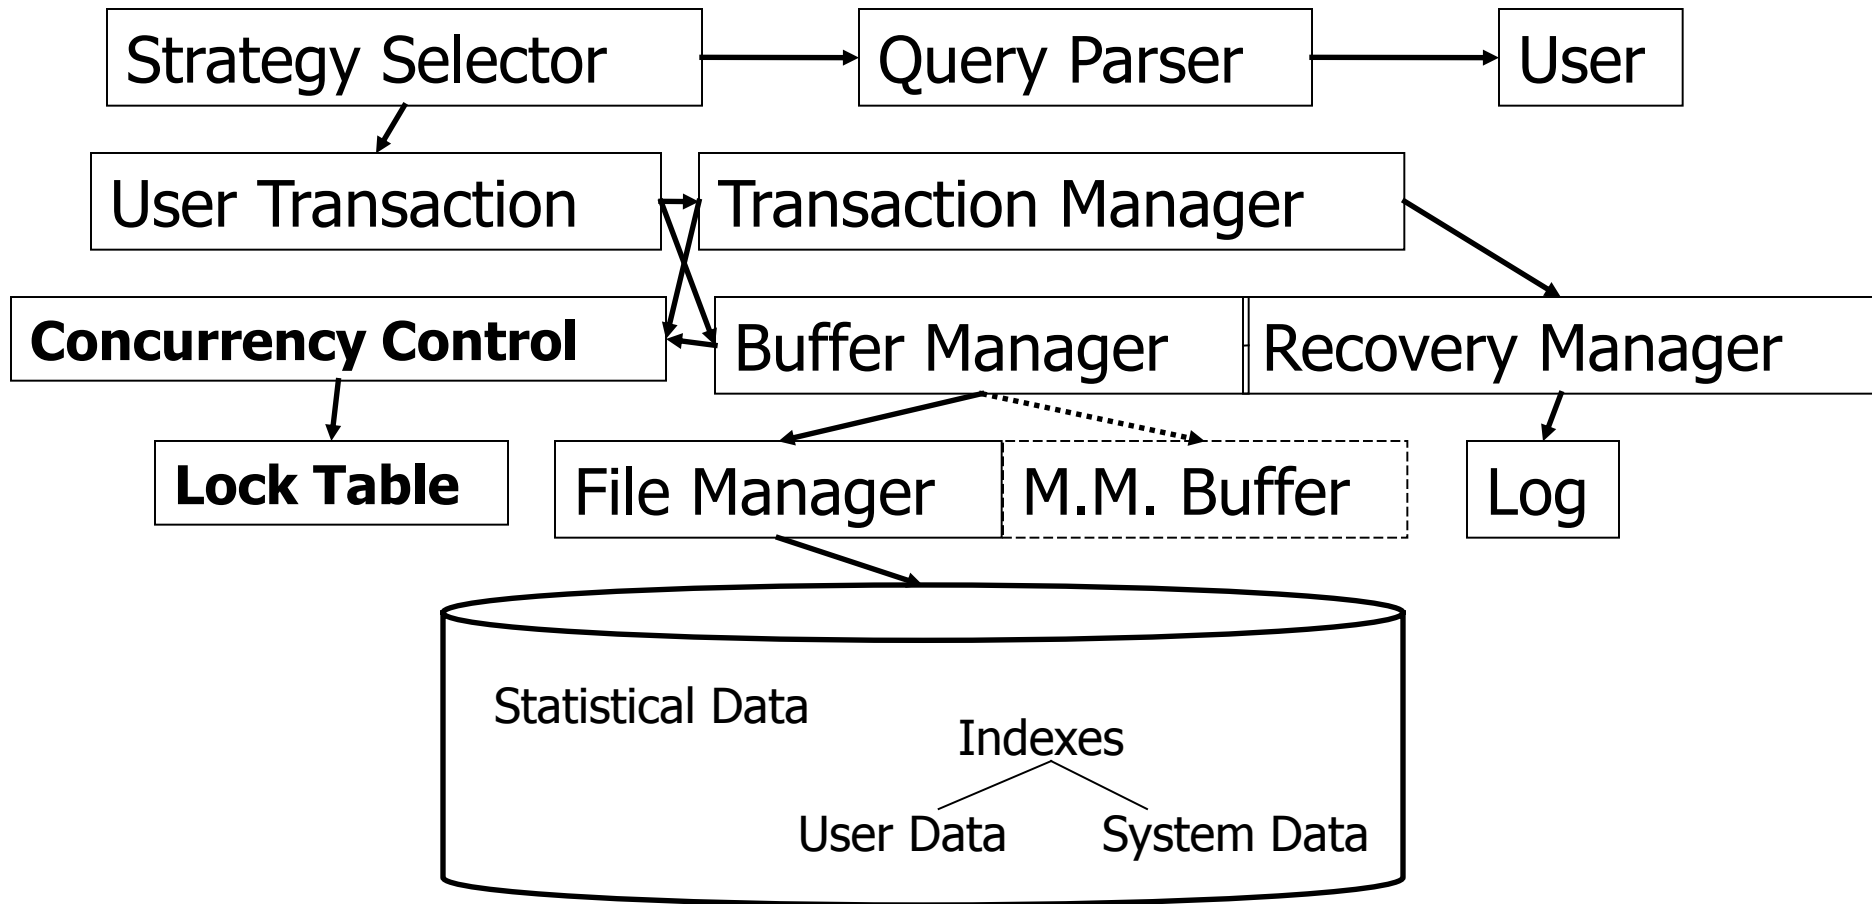 Strategy Selector
Query Parser
User
User Transaction
Transaction Manager
Concurrency Control
Buffer Manager
Recovery Manager
Lock Table
File Manager
M.M. Buffer
Log
Statistical Data
Indexes
User Data
System Data